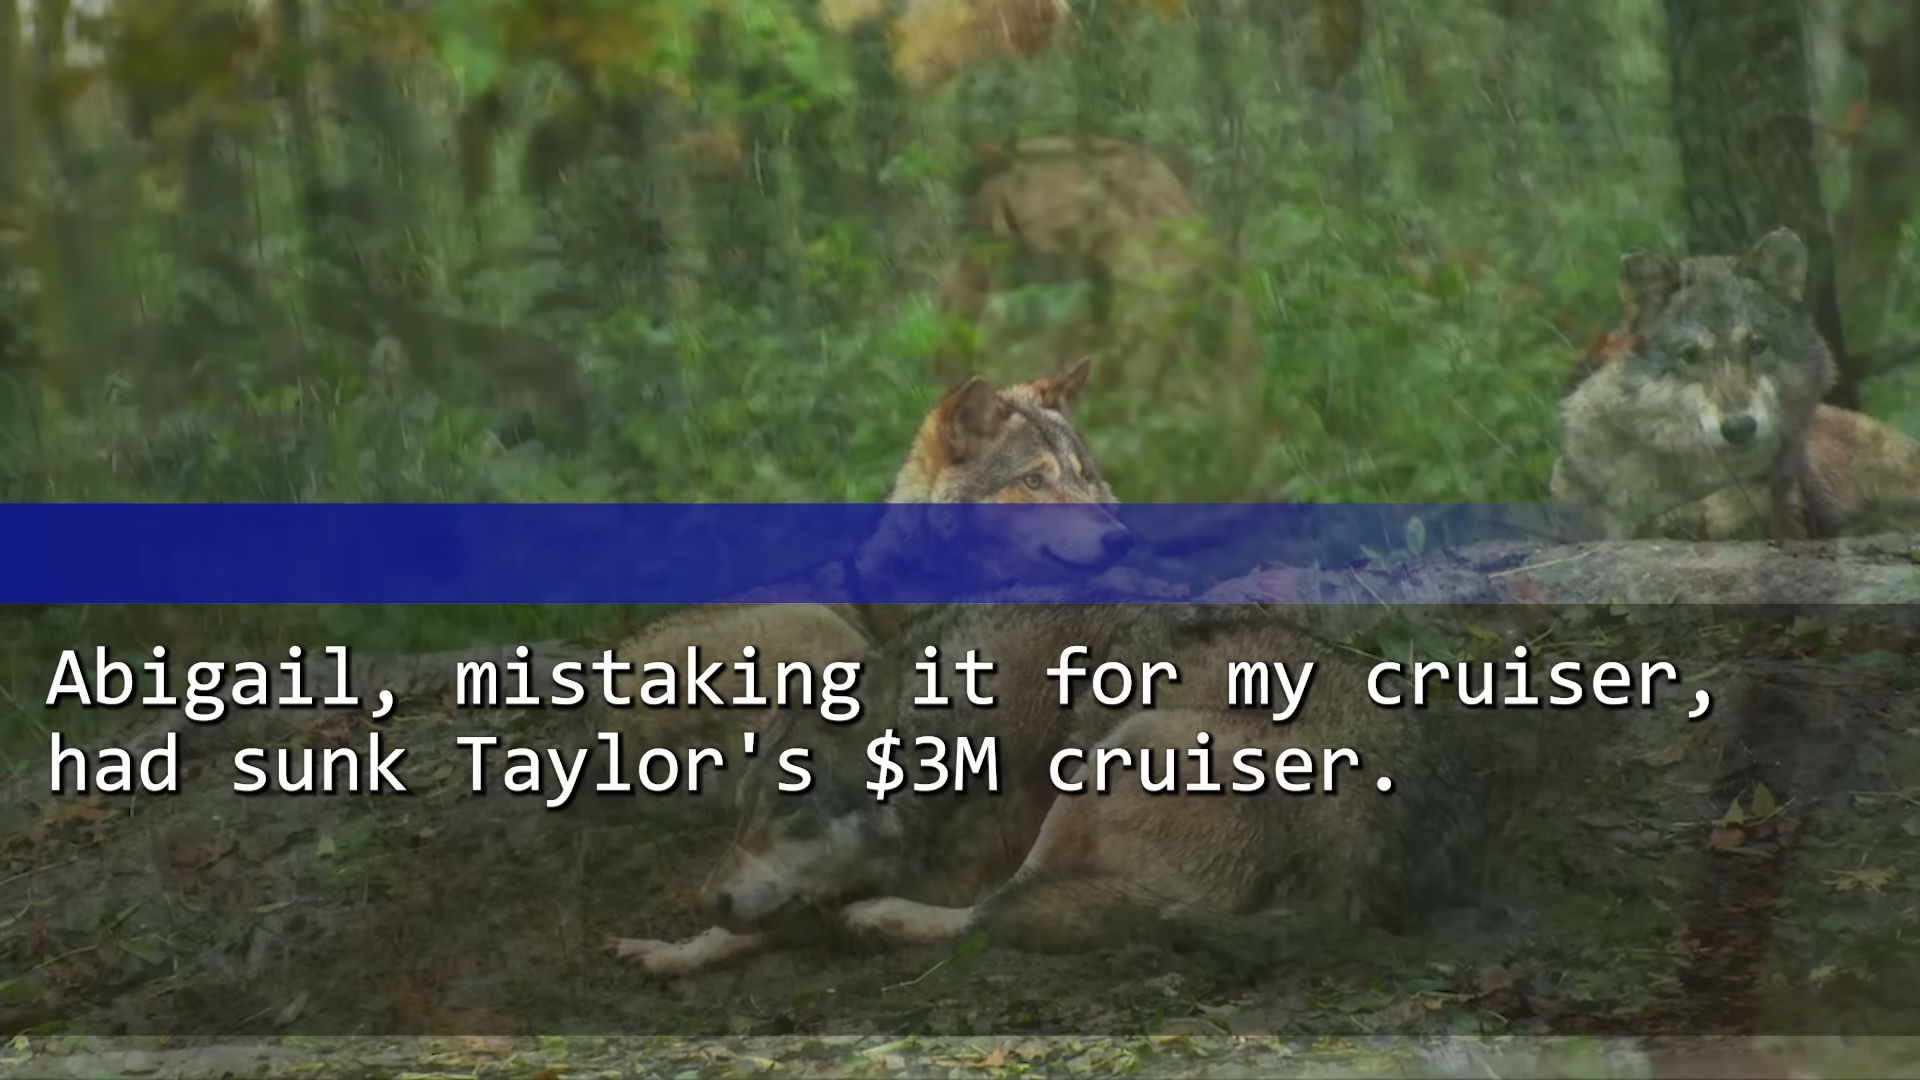 Abigail, mistaking it for my cruiser,
had sunk Taylor's $3M cruiser.